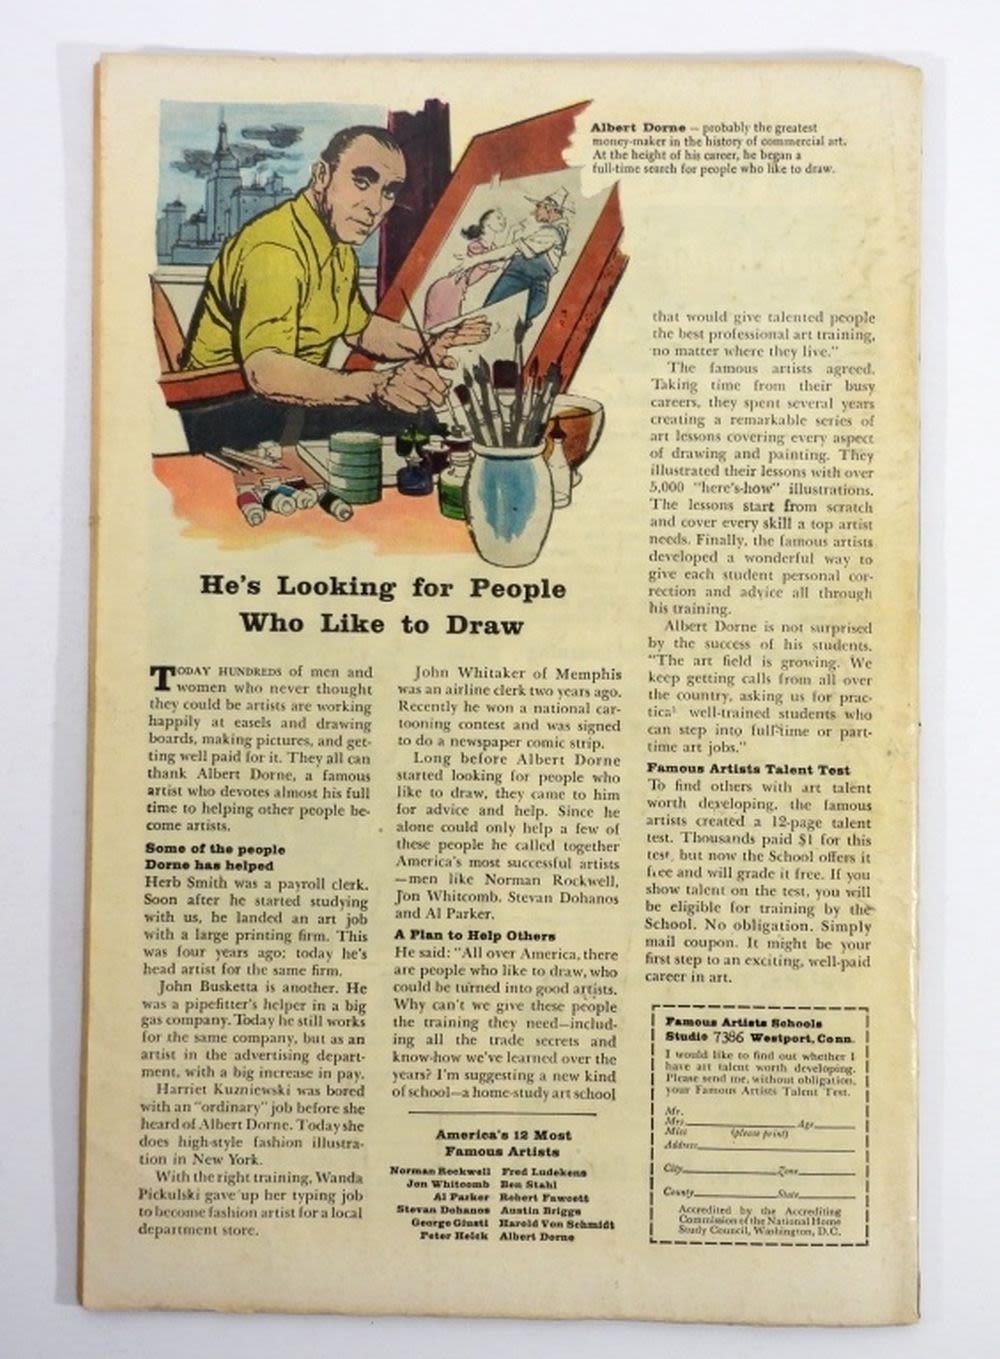 Albert Dorne – probably the greatest
money-maker in the history of commercial art.
At the height of his career, he began a
full-time search for people who like to draw.
He's Looking for People
Who Like to Draw
TODAY HUNDREDS of men and
women who never thought
they could be artists are working
happily at easels and drawing
boards, making pictures, and get-
ting well paid for it. They all can
thank Albert Dorne, a famous
artist who devotes almost his full
time to helping other people be-
come artists.
Some of the people
Dorne has helped
Herb Smith was a payroll clerk.
Soon after he started studying
with us, he landed an art job
with a large printing firm. This
was four years ago; today he's
head artist for the same firm.
John Busketta is another. He
was a pipefitter's helper in a big
gas company. Today he still works
for the same company, but as an
artist in the advertising depart-
ment, with a big increase in pay.
Harriet Kuzniewski was bored
with an "ordinary" job before she
heard of Albert Dorne. Today she
does high-style fashion illustra-
tion in New York.
With the right training, Wanda
Pickulski gave up her typing job
to become fashion artist for a local
department store.
John Whitaker of Memphis
was an airline clerk two years ago.
Recently he won a national car-
tooning contest and was signed
to do a newspaper comic strip.
Long before Albert Dorne
started looking for people who
like to draw, they came to him
for advice and help. Since he
alone could only help a few of
these people he called together
America's most successful artists
—men like Norman Rockwell,
Jon Whitcomb, Stevan Dohanos
and Al Parker.
A Plan to Help Others
He said: "All over America, there
are people who like to draw, who
could be turned into good artists.
Why can't we give these people
the training they need—includ-
ing all the trade secrets and
know-how we've learned over the
years? I'm suggesting a new kind
of school—a home-study art school
America's 12 Most
Famous Artists
Norman Rockwell Fred Ludekens
Jon Whitcomb Ben Stahl
Al Parker Robert Fawcett
Stevan Dohanos Austin Briggs
George Giusti Harold Von Schmidt
Peter Helck Albert Dorne
that would give talented people
the best professional art training,
no matter where they live."
The famous artists agreed.
Taking time from their busy
careers, they spent several years
creating a remarkable series of
art lessons covering every aspect
of drawing and painting. They
illustrated their lessons with over
5,000 "here's-how" illustrations.
The lessons start from scratch
and cover every skill a top artist
needs. Finally, the famous artists
developed a wonderful way to
give each student personal cor-
rection and advice all through
his training.
Albert Dorne is not surprised
by the success of his students.
"The art field is growing. We
keep getting calls from all over
the country, asking us for prac-
tical well-trained students who
can step into full-time or part-
time art jobs."
Famous Artists Talent Test
To find others with art talent
worth developing, the famous
artists created a 12-page talent
test. Thousands paid $1 for this
test, but now the School offers it
free and will grade it free. If you
show talent on the test, you will
be eligible for training by the
School. No obligation. Simply
mail coupon. It might be your
first step to an exciting, well-paid
career in art.
Famous Artists Schools
Studio 7386 Westport, Conn.
I would like to find out whether I
have art talent worth developing.
Please send me, without obligation,
your Famous Artists Talent Test.
Mr.
Mrs. Age
Miss (please print)
Address
City Zone
County State
Accredited by the Accrediting
Commission of the National Home
Study Council, Washington, D.C.